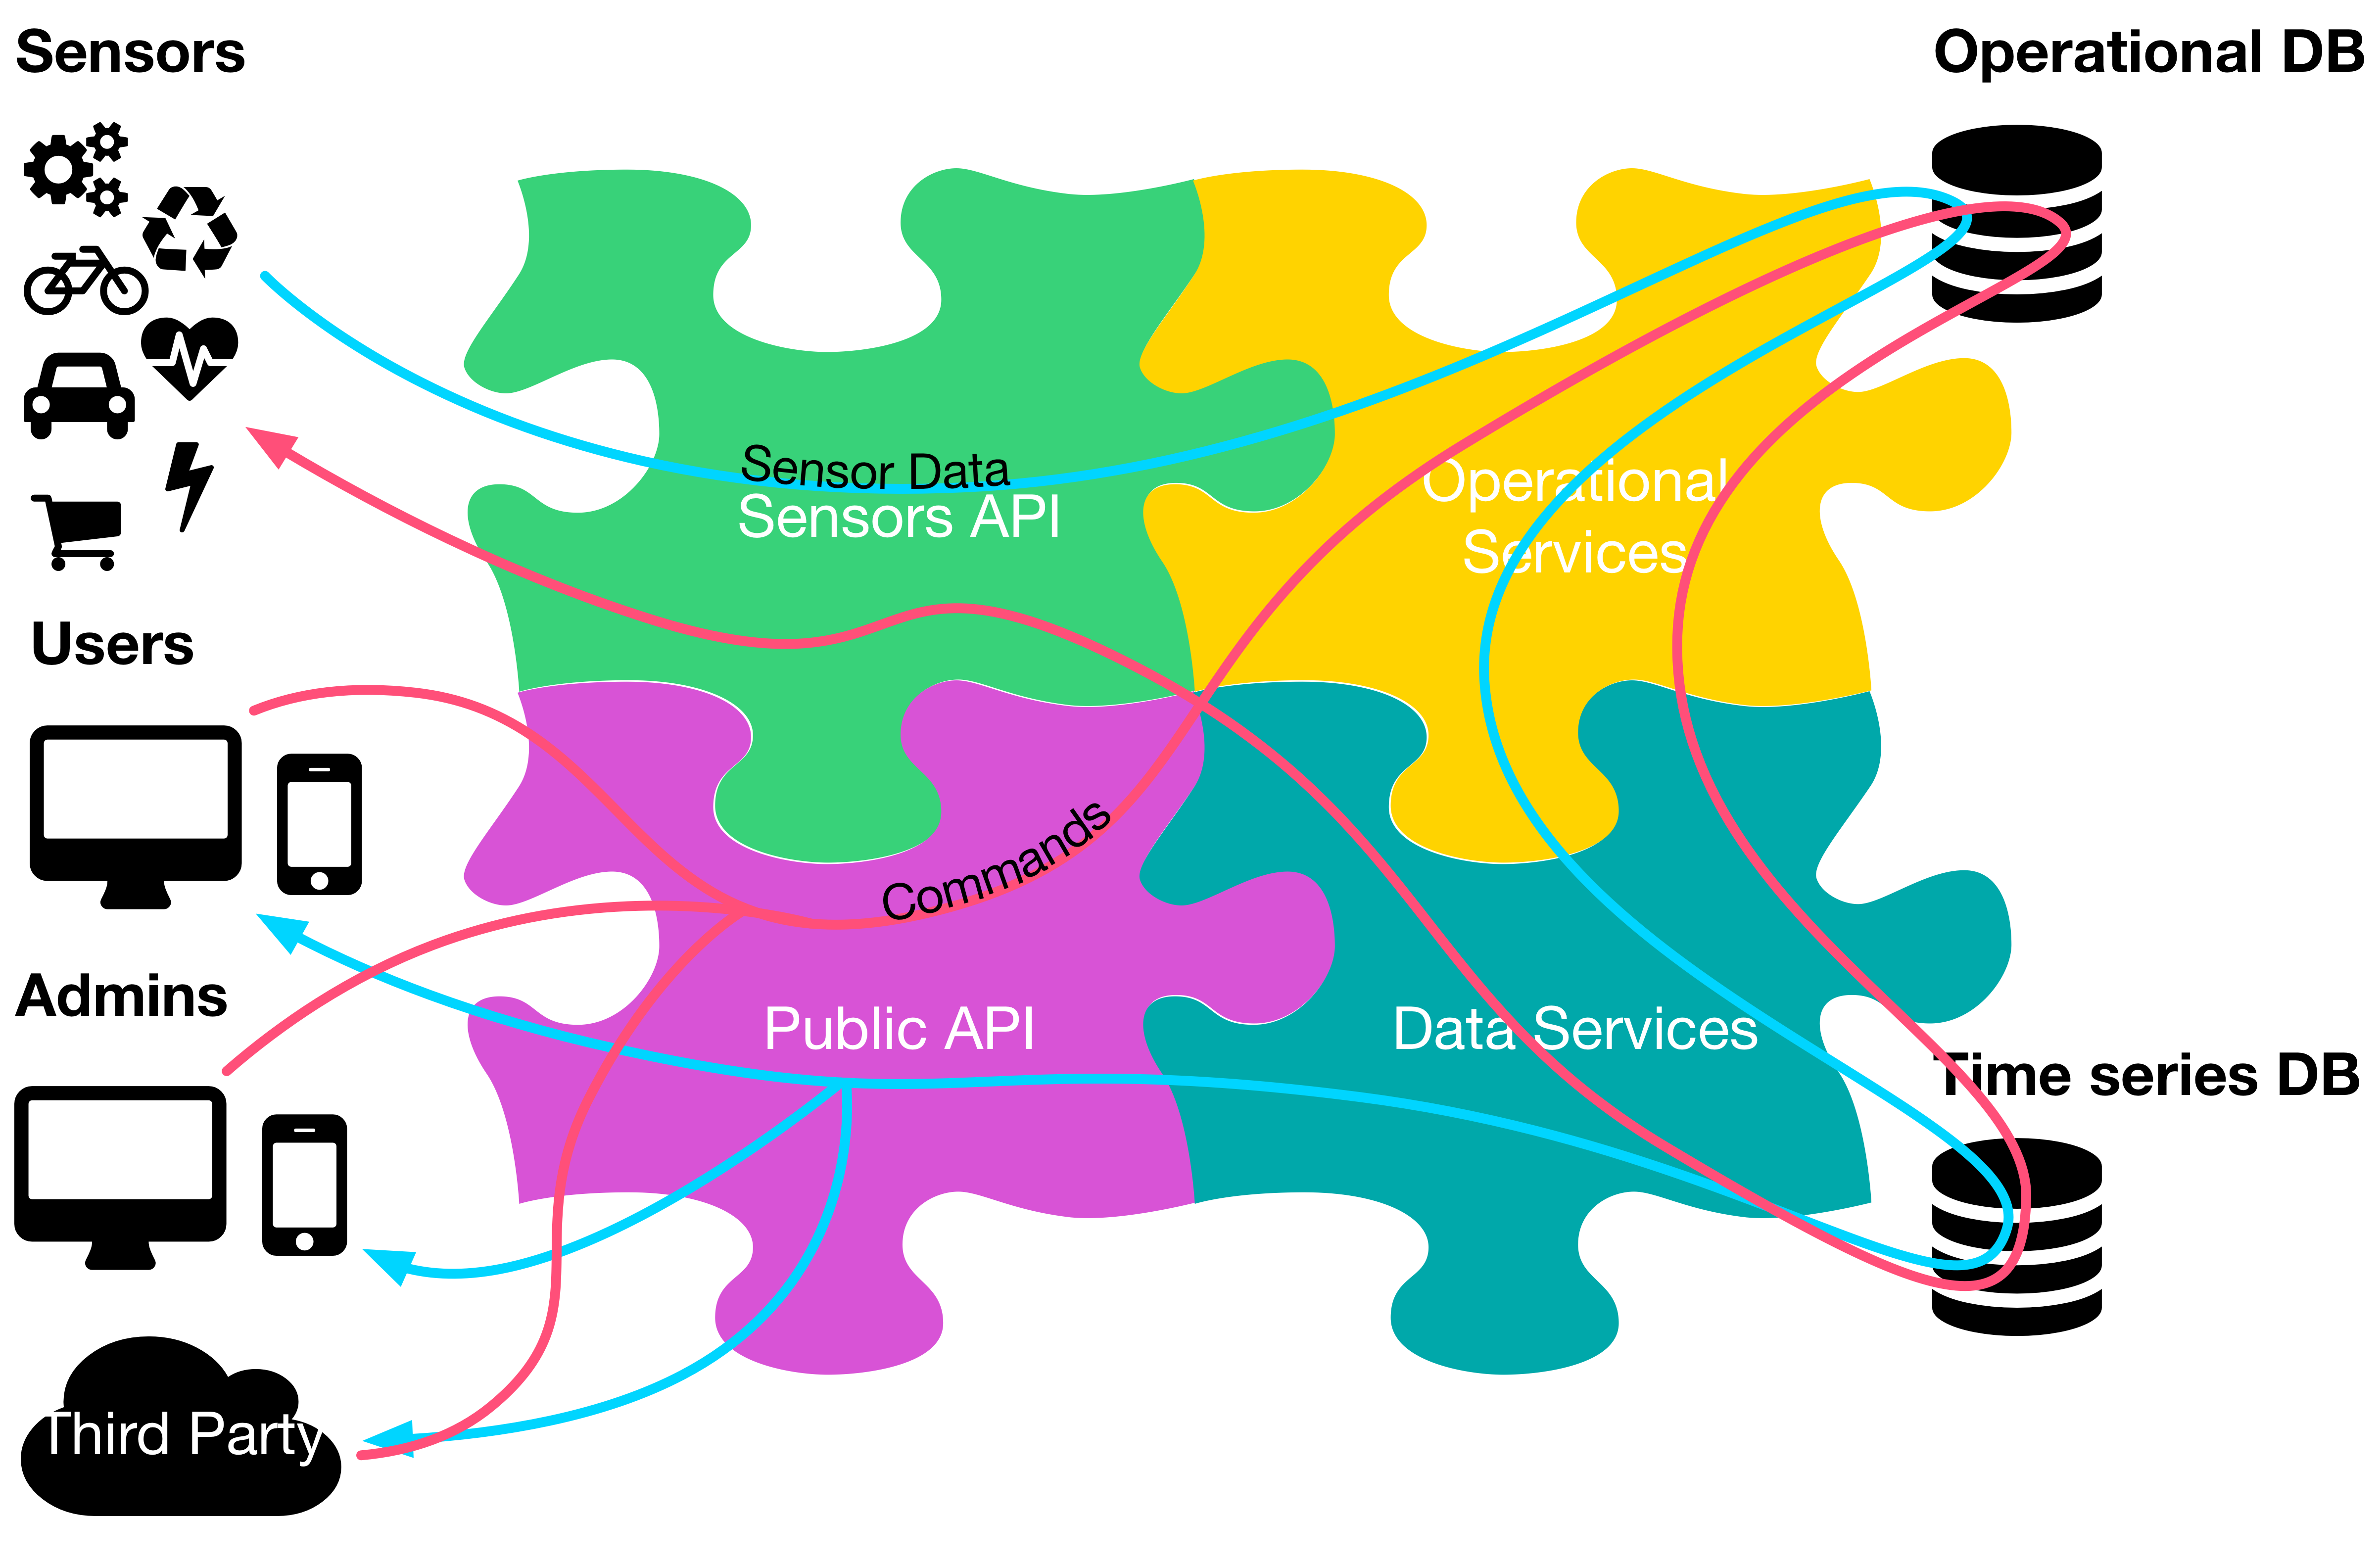 Sensors
Operational DB
Sensor Data
Sensors API
Operational
Services
Users
Commands
Admins
Public API
Data Services
Time series DB
Third Party